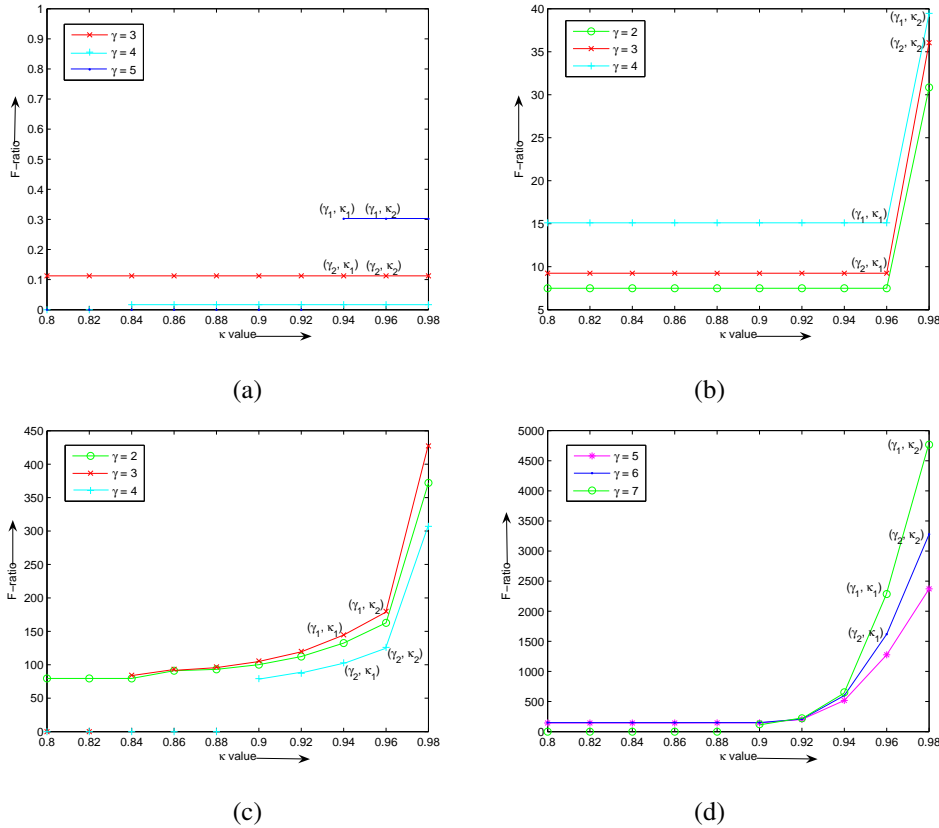 1
0.9
0.8
0.7
0.6
0.5
0.4
0.3
0.2
0.1
0
F−ratio
γ = 3
γ = 4
γ = 5
(γ1, κ1) (γ1, κ2)
(γ2, κ1) (γ2, κ2)
0.8 0.82 0.84 0.86 0.88 0.9 0.92 0.94 0.96 0.98
κ value
(a)
40
35
30
25
20
15
10
5
F−ratio
γ = 2
γ = 3
γ = 4
(γ1, κ2)
(γ2, κ2)
(γ1, κ1)
(γ2, κ1)
0.8 0.82 0.84 0.86 0.88 0.9 0.92 0.94 0.96 0.98
κ value
(b)
450
400
350
300
250
200
150
100
50
0
F−ratio
γ = 2
γ = 3
γ = 4
(γ1, κ2)
(γ1, κ1)
(γ2, κ2)
(γ2, κ1)
0.8 0.82 0.84 0.86 0.88 0.9 0.92 0.94 0.96 0.98
κ value
(c)
5000
4500
4000
3500
3000
2500
2000
1500
1000
500
0
F−ratio
γ = 5
γ = 6
γ = 7
(γ1, κ2)
(γ2, κ2)
(γ1, κ1)
(γ2, κ1)
0.8 0.82 0.84 0.86 0.88 0.9 0.92 0.94 0.96 0.98
κ value
(d)